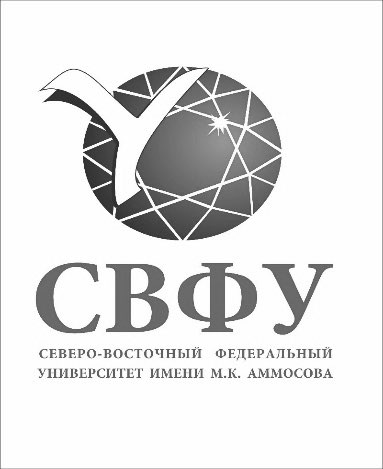 СВФУ
СЕВЕРО-ВОСТОЧНЫЙ ФЕДЕРАЛЬНЫЙ
УНИВЕРСИТЕТ ИМЕНИ М.К. АММОСОВА